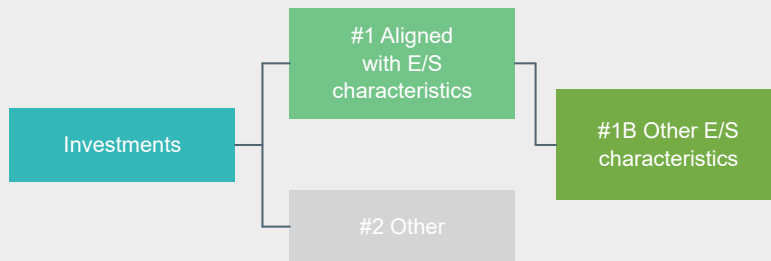 Investments
#1 Aligned
with E/S
characteristics
#2 Other
#1B Other E/S
characteristics